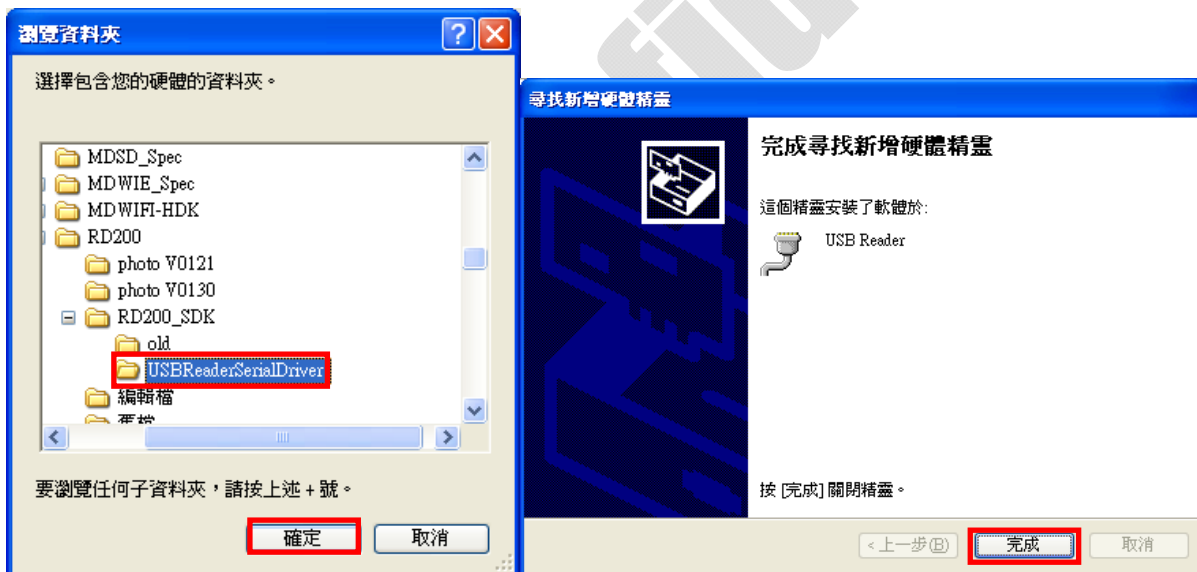 瀏覽資料夾
選擇包含您的硬體的資料夾。
MDSD_Spec
MDWIE_Spec
MDWIFI-HDK
RD200
photo V0121
photo V0130
RD200_SDK
old
USBReaderSerialDriver
編輯檔
要瀏覽任何子資料夾，請按上述 + 號。
確定
取消
尋找新增硬體精靈
完成尋找新增硬體精靈
這個精靈安裝了軟體於:
USB Reader
按 [完成] 關閉精靈。
< 上一步(B)
完成
取消